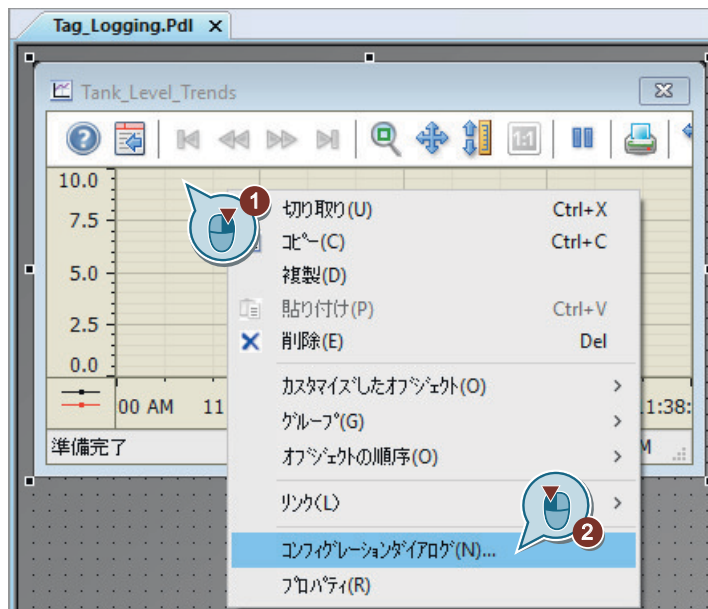 Tag_Logging.Pdl X
Tank_Level_Trends
1:1
10.0
7.5
5.0
2.5
0.0
00 AM 11 1:38:
準備完了 M
1
切り取り(U) Ctrl+X
コピー(C) Ctrl+C
複製(D)
貼り付け(P) Ctrl+V
削除(E) Del
カスタマイズしたオブジェクト(O)
グループ(G)
オブジェクトの順序(O)
リンク(L)
2
コンフィグレーションダイアログ(N)...
プロパティ(R)